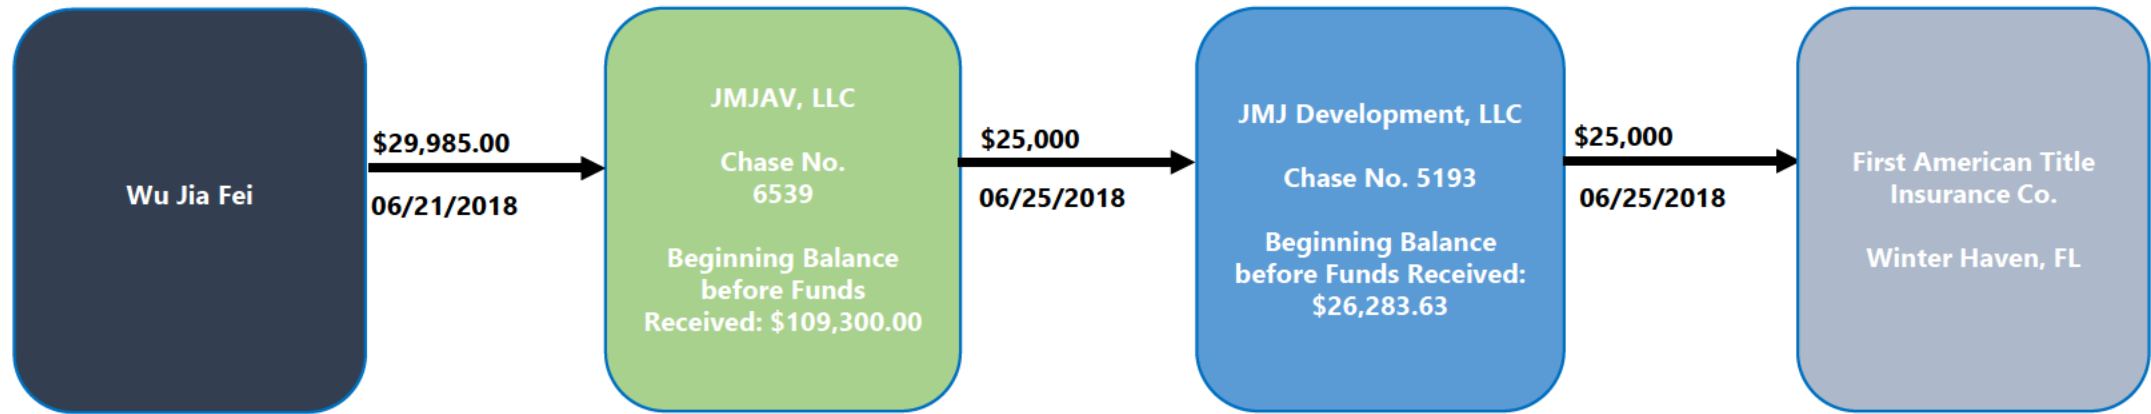 Wu Jia Fei
$29,985.00
06/21/2018
JMJAV, LLC
Chase No.
6539
Beginning Balance
before Funds
Received: $109,300.00
$25,000
06/25/2018
JMJ Development, LLC
Chase No. 5193
Beginning Balance
before Funds Received:
$26,283.63
$25,000
06/25/2018
First American Title
Insurance Co.
Winter Haven, FL